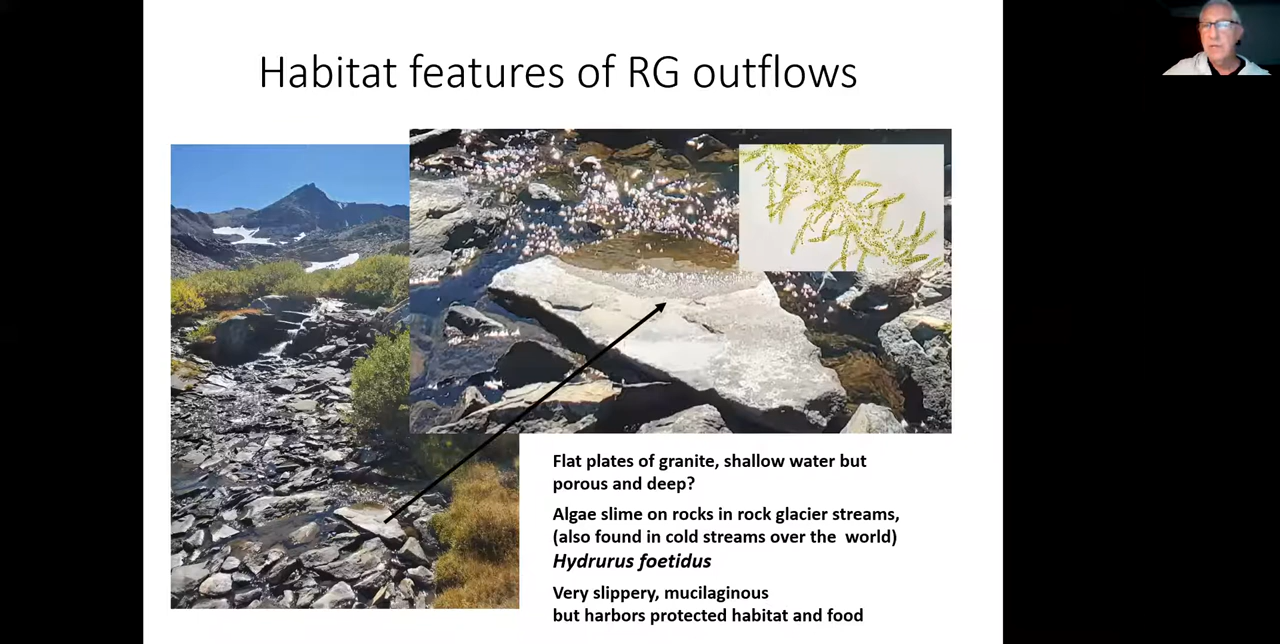 Habitat features of RG outflows
Flat plates of granite, shallow water but
porous and deep?
Algae slime on rocks in rock glacier streams,
(also found in cold streams over the  world)
Hydrurus foetidus
Very slippery, mucilaginous
but harbors protected habitat and food